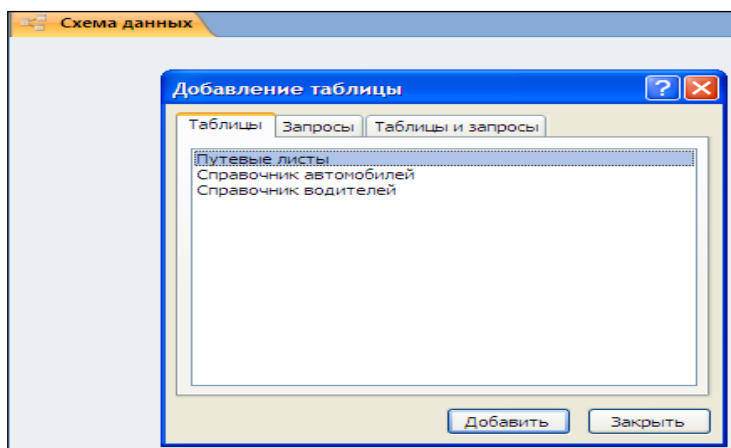 Схема данных
Добавление таблицы
Таблицы Запросы Таблицы и запросы
Путевые листы
Справочник автомобилей
Справочник водителей
Добавить Закрыть